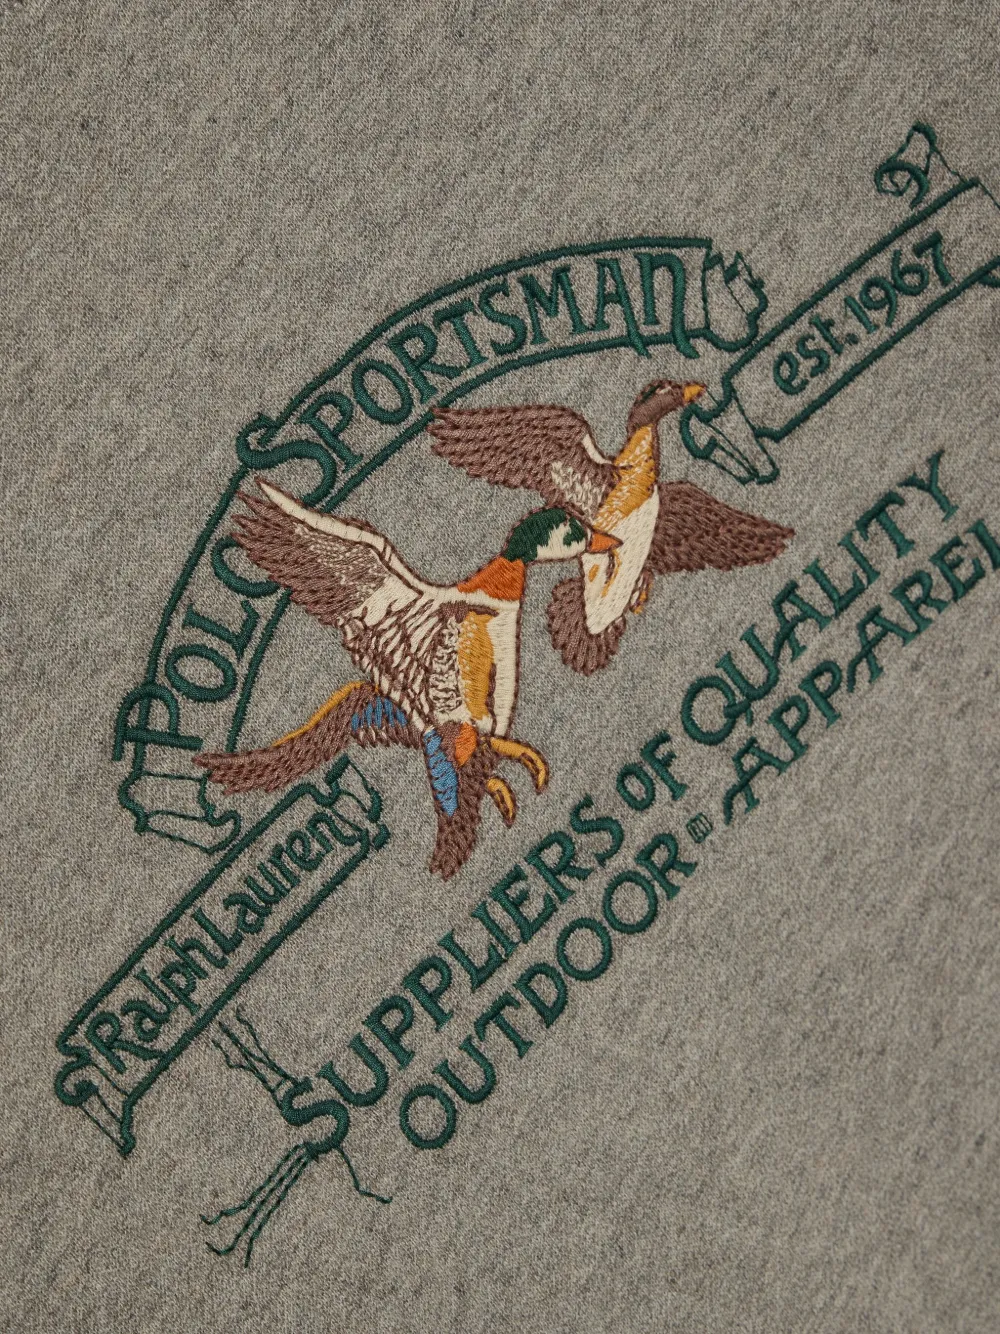 POLO SPORTSMAN
Ralph Lauren
est. 1967
SUPPLIERS OF QUALITY
OUTDOOR APPAREL